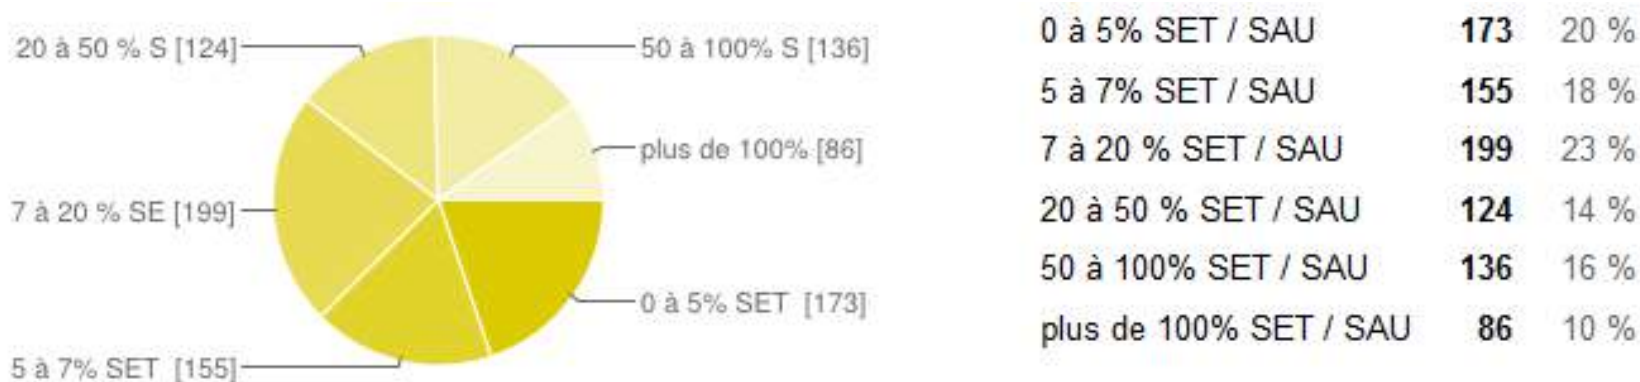 20 à 50 % S [124]
50 à 100% S [136]
plus de 100% [86]
7 à 20 % SE [199]
0 à 5% SET [173]
5 à 7% SET [155]
0 à 5% SET / SAU 173 20 %
5 à 7% SET / SAU 155 18 %
7 à 20 % SET / SAU 199 23 %
20 à 50 % SET / SAU 124 14 %
50 à 100% SET / SAU 136 16 %
plus de 100% SET / SAU 86 10 %